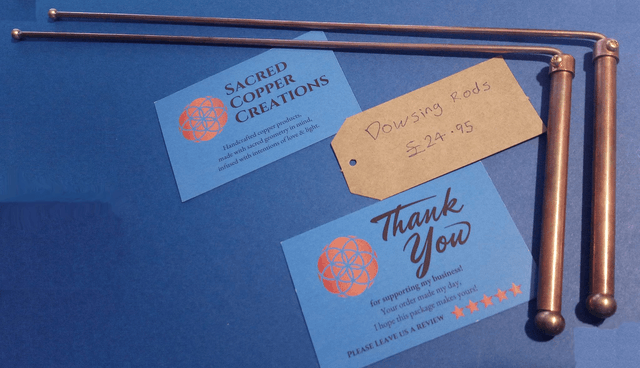 SACRED
COPPER
CREATIONS
Handcrafted copper products,
made with sacred geometry in mind,
infused with intentions of love & light.
Dowsing Rods
£24.95
Thank
You
for supporting my business!
Your order made my day,
I hope this package makes yours!
PLEASE LEAVE US A REVIEW